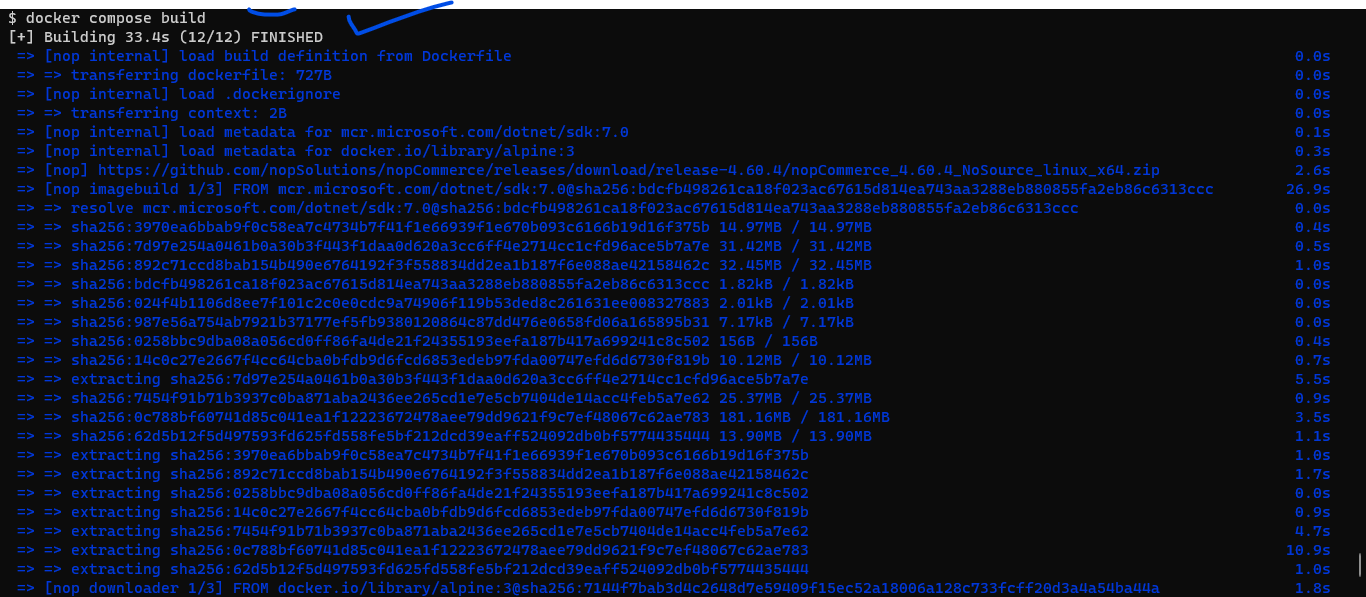 $ docker compose build
[+] Building 33.4s (12/12) FINISHED
=> [nop internal] load build definition from Dockerfile 0.0s
=> => transferring dockerfile: 727B 0.0s
=> [nop internal] load .dockerignore 0.0s
=> => transferring context: 2B 0.0s
=> [nop internal] load metadata for mcr.microsoft.com/dotnet/sdk:7.0 0.1s
=> [nop internal] load metadata for docker.io/library/alpine:3 0.3s
=> [nop] https://github.com/nopSolutions/nopCommerce/releases/download/release-4.60.4/nopCommerce_4.60.4_NoSource_linux_x64.zip 2.6s
=> [nop imagebuild 1/3] FROM mcr.microsoft.com/dotnet/sdk:7.0@sha256:bdcfb498261ca18f023ac67615d814ea743aa3288eb880855fa2eb86c6313ccc 26.9s
=> => resolve mcr.microsoft.com/dotnet/sdk:7.0@sha256:bdcfb498261ca18f023ac67615d814ea743aa3288eb880855fa2eb86c6313ccc 0.0s
=> => sha256:3970ea6bbab9f0c58ea7c4734b7f41f1e66939f1e670b093c6166b19d16f375b 14.97MB / 14.97MB 0.4s
=> => sha256:7d97e254a0461b0a30b3f443f1daa0d620a3cc6ff4e2714cc1cfd96ace5b7a7e 31.42MB / 31.42MB 0.5s
=> => sha256:892c71ccd8bab154b490e6764192f3f558834dd2ea1b187f6e088ae42158462c 32.45MB / 32.45MB 1.0s
=> => sha256:bdcfb498261ca18f023ac67615d814ea743aa3288eb880855fa2eb86c6313ccc 1.82kB / 1.82kB 0.0s
=> => sha256:024f4b1106d8ee7f101c2c0e0cdc9a74906f119b53ded8c261631ee008327883 2.01kB / 2.01kB 0.0s
=> => sha256:987e56a754ab7921b37177ef5fb9380120864c87dd476e0658fd06a165895b31 7.17kB / 7.17kB 0.0s
=> => sha256:0258bbc9dba08a056cd0ff86fa4de21f24355193eefa187b417a699241c8c502 156B / 156B 0.4s
=> => sha256:14c0c27e2667f4cc64cba0bfdb9d6fcd6853edeb97fda00747efd6d6730f819b 10.12MB / 10.12MB 0.7s
=> => extracting sha256:7d97e254a0461b0a30b3f443f1daa0d620a3cc6ff4e2714cc1cfd96ace5b7a7e 5.5s
=> => sha256:7454f91b71b3937c0ba871aba2436ee265cd1e7e5cb7404de14acc4feb5a7e62 25.37MB / 25.37MB 0.9s
=> => sha256:0c788bf60741d85c041ea1f12223672478aee79dd9621f9c7ef48067c62ae783 181.16MB / 181.16MB 3.5s
=> => sha256:62d5b12f5d497593fd625fd558fe5bf212dcd39eaff524092db0bf5774435444 13.90MB / 13.90MB 1.1s
=> => extracting sha256:3970ea6bbab9f0c58ea7c4734b7f41f1e66939f1e670b093c6166b19d16f375b 1.0s
=> => extracting sha256:892c71ccd8bab154b490e6764192f3f558834dd2ea1b187f6e088ae42158462c 1.7s
=> => extracting sha256:0258bbc9dba08a056cd0ff86fa4de21f24355193eefa187b417a699241c8c502 0.0s
=> => extracting sha256:14c0c27e2667f4cc64cba0bfdb9d6fcd6853edeb97fda00747efd6d6730f819b 0.9s
=> => extracting sha256:7454f91b71b3937c0ba871aba2436ee265cd1e7e5cb7404de14acc4feb5a7e62 4.7s
=> => extracting sha256:0c788bf60741d85c041ea1f12223672478aee79dd9621f9c7ef48067c62ae783 10.9s
=> => extracting sha256:62d5b12f5d497593fd625fd558fe5bf212dcd39eaff524092db0bf5774435444 1.0s
=> [nop downloader 1/3] FROM docker.io/library/alpine:3@sha256:7144f7bab3d4c2648d7e59409f15ec52a18006a128c733fcff20d3a4a54ba44a 1.8s